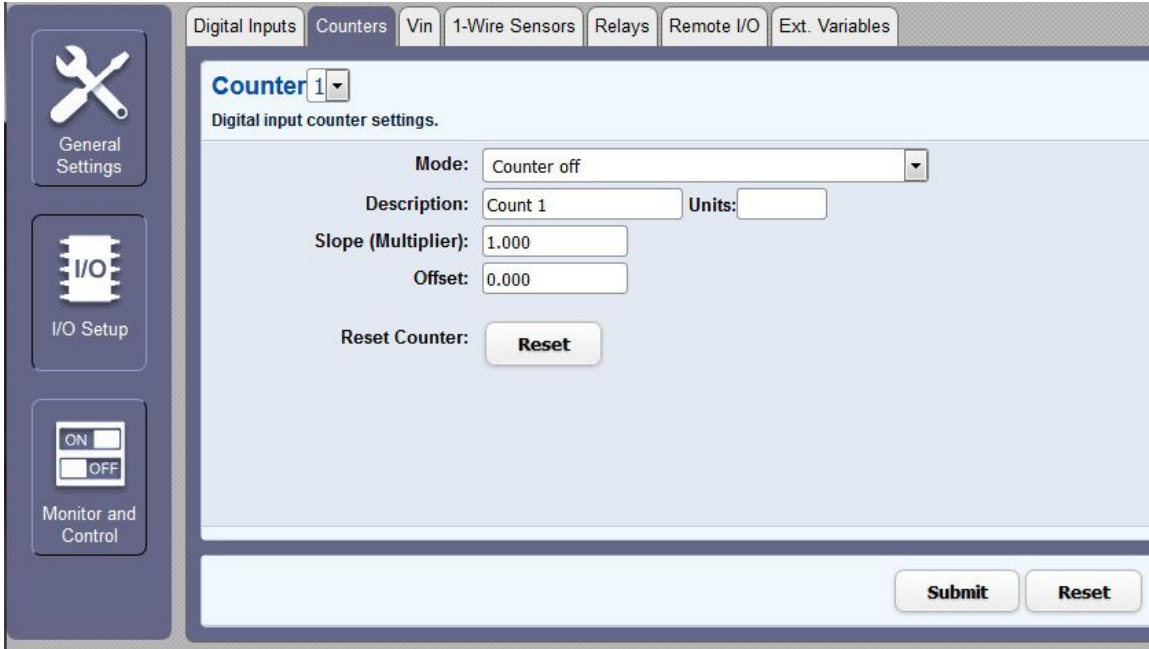 Digital Inputs Counters Vin 1-Wire Sensors Relays Remote I/O Ext. Variables
General
Settings
I/O
I/O Setup
ON
OFF
Monitor and
Control
Counter 1
Digital input counter settings.
Mode: Counter off
Description: Count 1 Units:
Slope (Multiplier): 1.000
Offset: 0.000
Reset Counter: Reset
Submit Reset